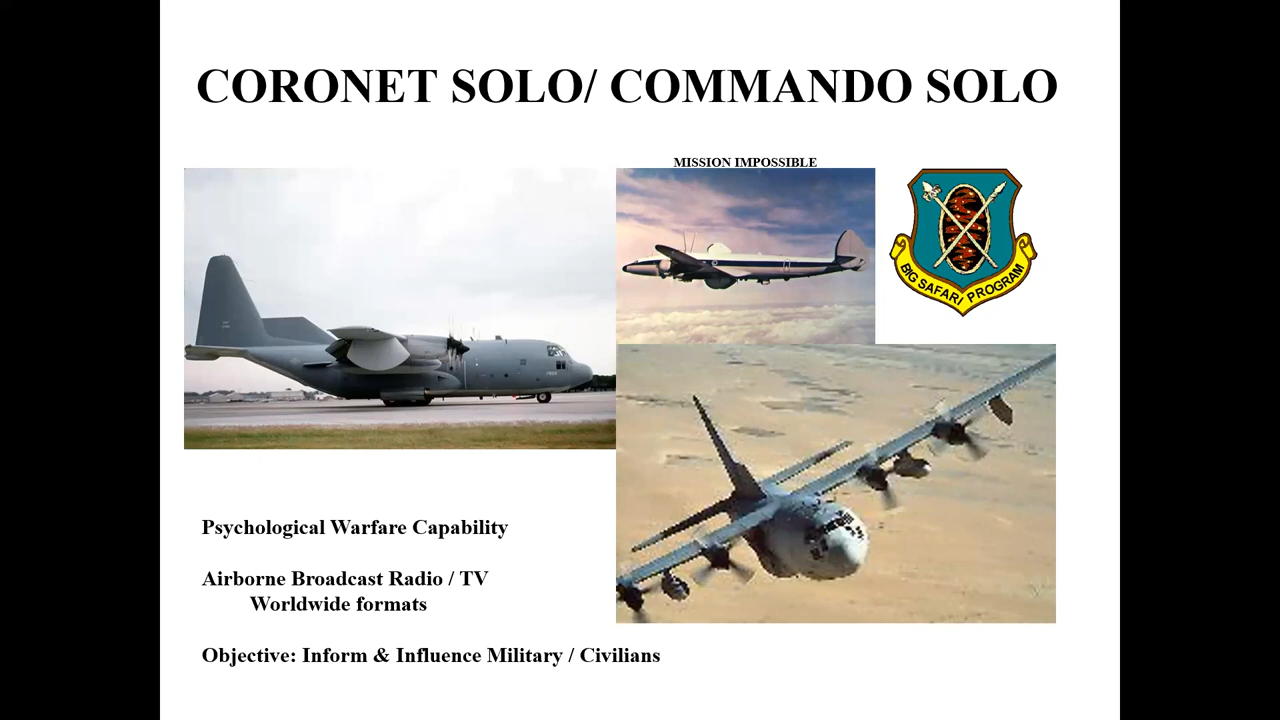 CORONET SOLO/ COMMANDO SOLO
MISSION IMPOSSIBLE
BIG SAFARI PROGRAM
Psychological Warfare Capability
Airborne Broadcast Radio / TV
Worldwide formats
Objective: Inform & Influence Military / Civilians